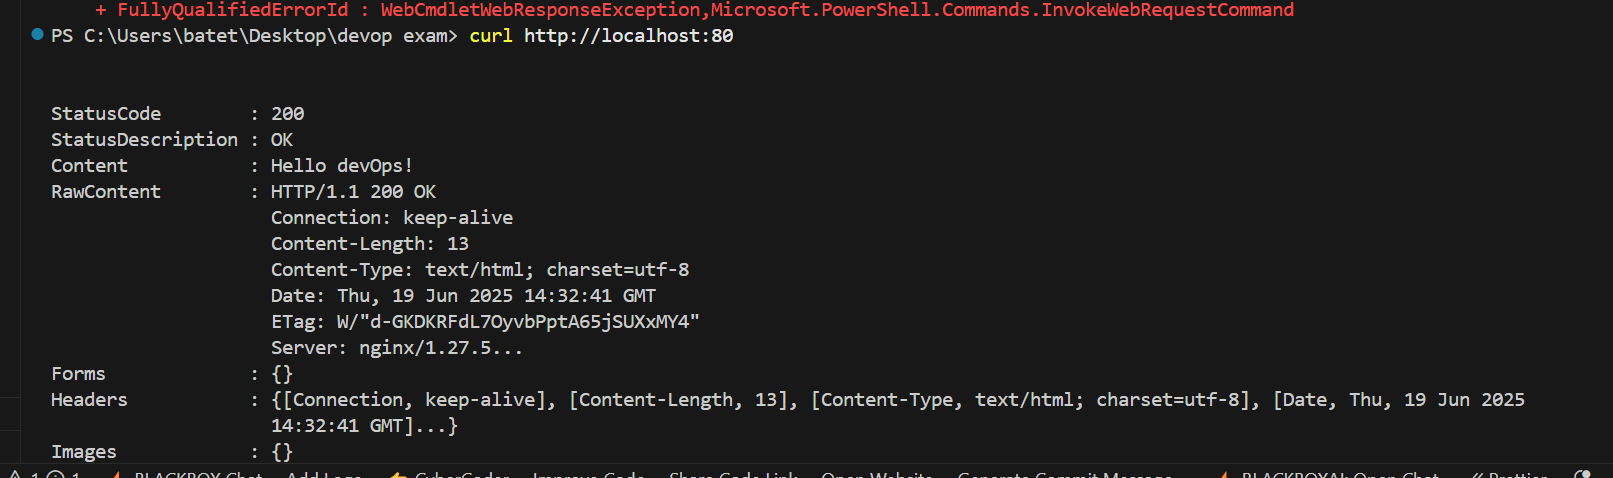 + FullyQualifiedErrorId : WebCmdletWebResponseException,Microsoft.PowerShell.Commands.InvokeWebRequestCommand
PS C:\Users\batet\Desktop\devop exam> curl http://localhost:80
StatusCode : 200
StatusDescription : OK
Content : Hello devOps!
RawContent : HTTP/1.1 200 OK
Connection: keep-alive
Content-Length: 13
Content-Type: text/html; charset=utf-8
Date: Thu, 19 Jun 2025 14:32:41 GMT
ETag: W/"d-GKDKRFdL7OyvbPptA65jSUXxMY4"
Server: nginx/1.27.5...
Forms : {}
Headers : {[Connection, keep-alive], [Content-Length, 13], [Content-Type, text/html; charset=utf-8], [Date, Thu, 19 Jun 2025
14:32:41 GMT]...}
Images : {}
1 1 BLACKBOX Chat Add Logs CyberCoder Improve Code Share Code Link Open Website Generate Commit Message BLACKBOXAI: Open Chat Prettier